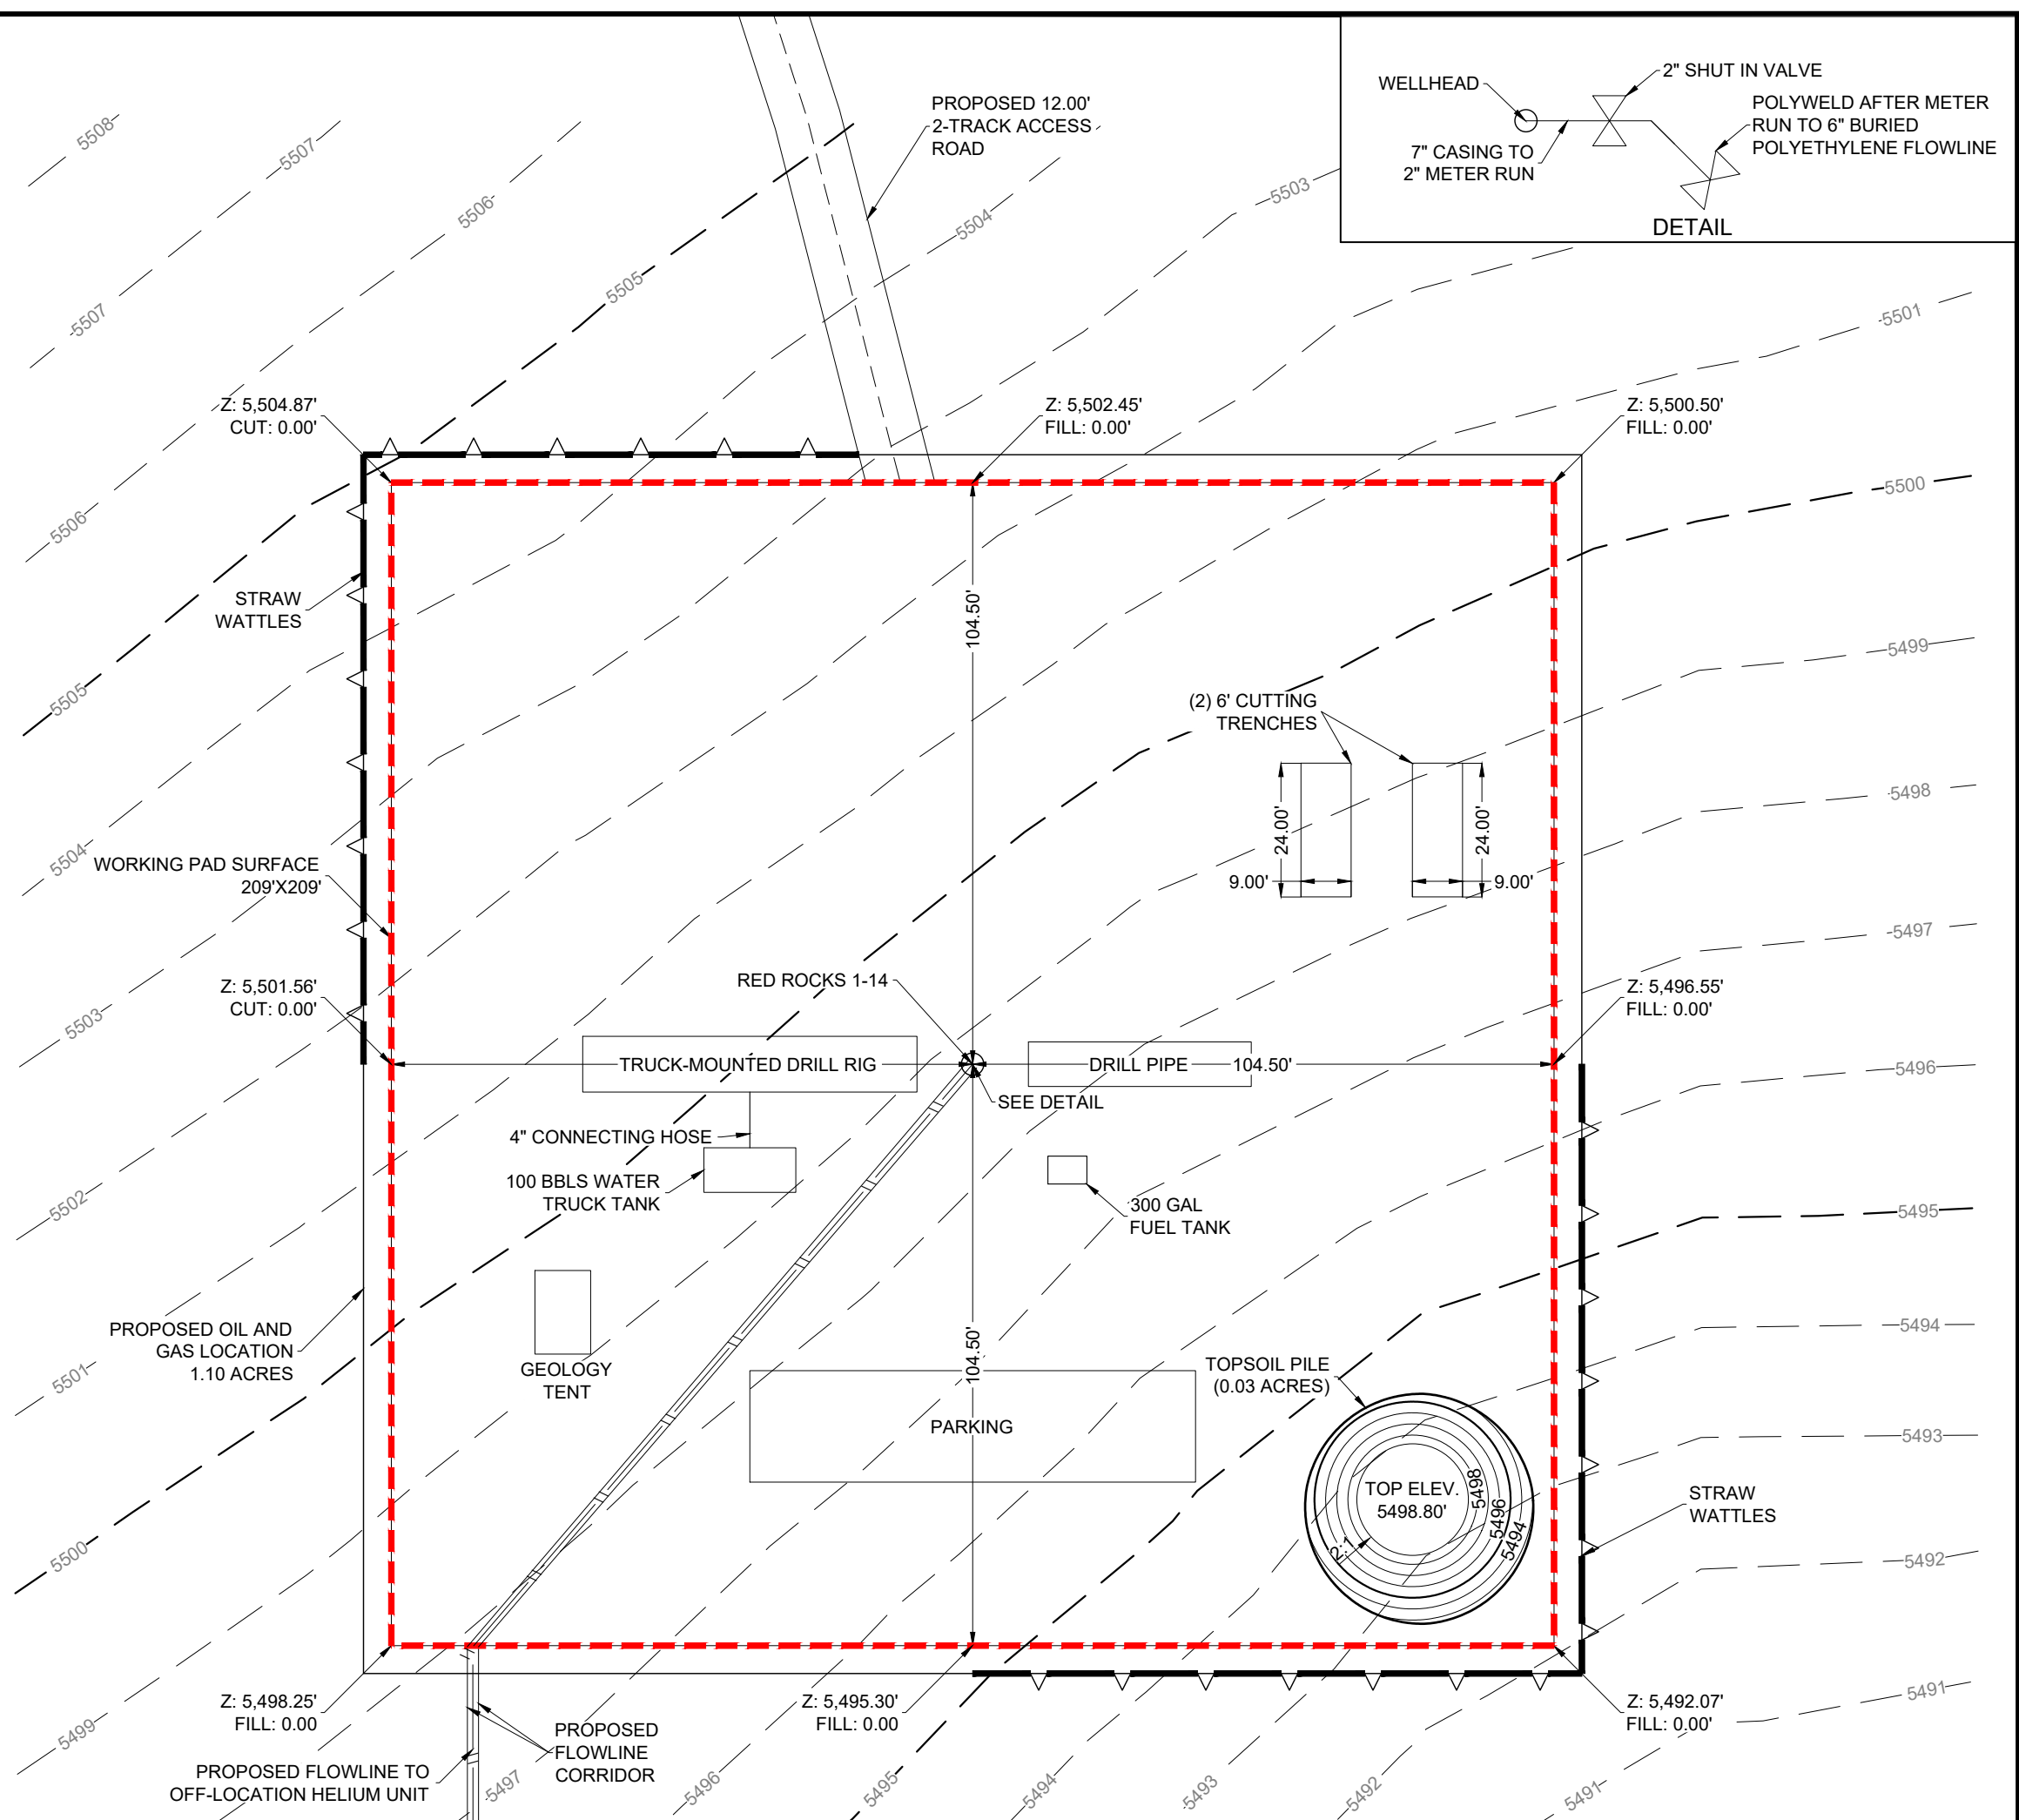 WELLHEAD
2" SHUT IN VALVE
POLYWELD AFTER METER
RUN TO 6" BURIED
POLYETHYLENE FLOWLINE
7" CASING TO
2" METER RUN
DETAIL
PROPOSED 12.00'
2-TRACK ACCESS
ROAD
5508
5507
5506
5505
5504
5503
5507
5501
Z: 5,504.87'
CUT: 0.00'
Z: 5,502.45'
FILL: 0.00'
Z: 5,500.50'
FILL: 0.00'
5506
5500
STRAW
WATTLES
104.50'
5505
5499
(2) 6' CUTTING
TRENCHES
5498
24.00'
24.00'
9.00'
9.00'
5504
WORKING PAD SURFACE
209'X209'
5497
Z: 5,501.56'
CUT: 0.00'
RED ROCKS 1-14
Z: 5,496.55'
FILL: 0.00'
5503
TRUCK-MOUNTED DRILL RIG
DRILL PIPE
104.50'
5496
SEE DETAIL
4" CONNECTING HOSE
100 BBLS WATER
TRUCK TANK
300 GAL
FUEL TANK
5502
5495
PROPOSED OIL AND
GAS LOCATION
1.10 ACRES
5494
GEOLOGY
TENT
104.50'
TOPSOIL PILE
(0.03 ACRES)
5501
PARKING
5493
TOP ELEV.
5498.80'
5498
5496
5494
2:1
STRAW
WATTLES
5500
5492
Z: 5,498.25'
FILL: 0.00
Z: 5,495.30'
FILL: 0.00
Z: 5,492.07'
FILL: 0.00'
5491
5499
PROPOSED
FLOWLINE
CORRIDOR
PROPOSED FLOWLINE TO
OFF-LOCATION HELIUM UNIT
5497
5496
5495
5494
5493
5492
5491